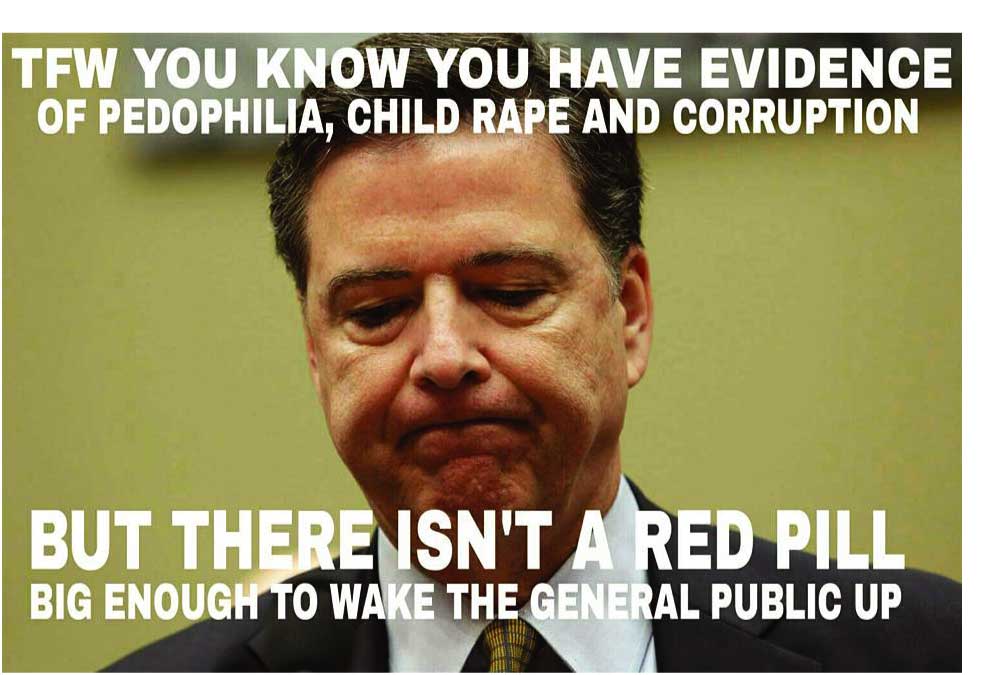 TFW YOU KNOW YOU HAVE EVIDENCE
OF PEDOPHILIA, CHILD RAPE AND CORRUPTION
BUT THERE ISN'T A RED PILL
BIG ENOUGH TO WAKE THE GENERAL PUBLIC UP